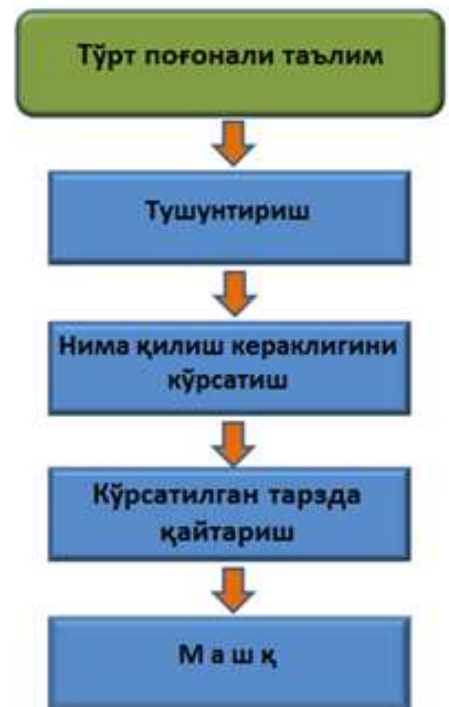 Тўрт поғонали таълим
Тушунтириш
Нима қилиш кераклигини
кўрсатиш
Кўрсатилган тарзда
қайтариш
М а ш қ